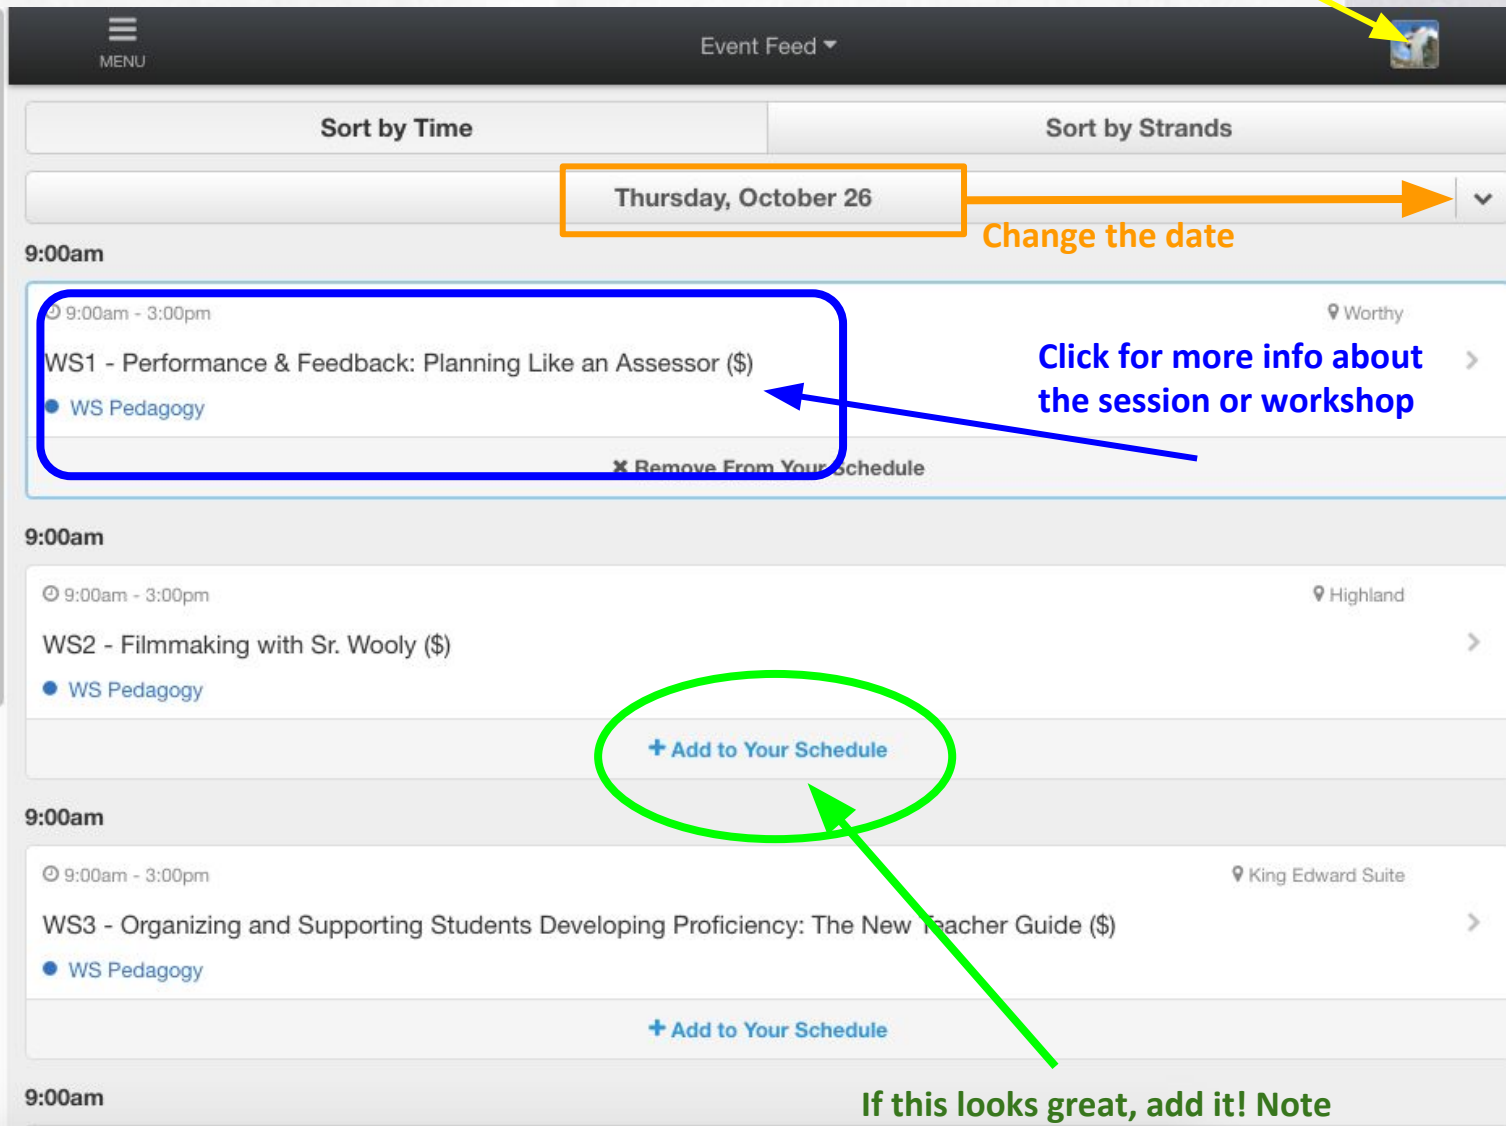 MENU
Event Feed
Sort by Time
Sort by Strands
Thursday, October 26
Change the date
9:00am
9:00am - 3:00pm
Worthy
WS1 - Performance & Feedback: Planning Like an Assessor ($)
Click for more info about
the session or workshop
WS Pedagogy
Remove From Your Schedule
9:00am
9:00am - 3:00pm
Highland
WS2 - Filmmaking with Sr. Wooly ($)
WS Pedagogy
+ Add to Your Schedule
9:00am
9:00am - 3:00pm
King Edward Suite
WS3 - Organizing and Supporting Students Developing Proficiency: The New Teacher Guide ($)
WS Pedagogy
+ Add to Your Schedule
9:00am
If this looks great, add it! Note